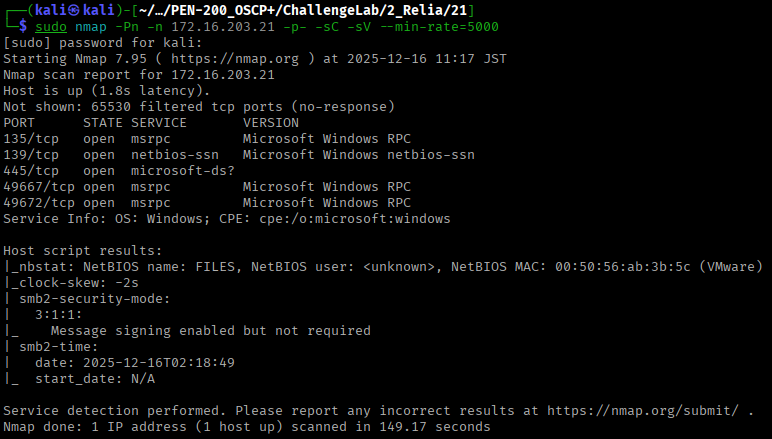 ┌──(kali㉿kali)-[~/…/PEN-200_OSCP+/ChallengeLab/2_Relia/21]
└─$ sudo nmap -Pn -n 172.16.203.21 -p- -sC -sV --min-rate=5000
[sudo] password for kali:
Starting Nmap 7.95 ( https://nmap.org ) at 2025-12-16 11:17 JST
Nmap scan report for 172.16.203.21
Host is up (1.8s latency).
Not shown: 65530 filtered tcp ports (no-response)
PORT      STATE SERVICE       VERSION
135/tcp   open  msrpc         Microsoft Windows RPC
139/tcp   open  netbios-ssn   Microsoft Windows netbios-ssn
445/tcp   open  microsoft-ds?
49667/tcp open  msrpc         Microsoft Windows RPC
49672/tcp open  msrpc         Microsoft Windows RPC
Service Info: OS: Windows; CPE: cpe:/o:microsoft:windows

Host script results:
|_nbstat: NetBIOS name: FILES, NetBIOS user: <unknown>, NetBIOS MAC: 00:50:56:ab:3b:5c (VMware)
|_clock-skew: -2s
| smb2-security-mode:
|   3:1:1:
|_    Message signing enabled but not required
| smb2-time:
|   date: 2025-12-16T02:18:49
|_  start_date: N/A

Service detection performed. Please report any incorrect results at https://nmap.org/submit/ .
Nmap done: 1 IP address (1 host up) scanned in 149.17 seconds